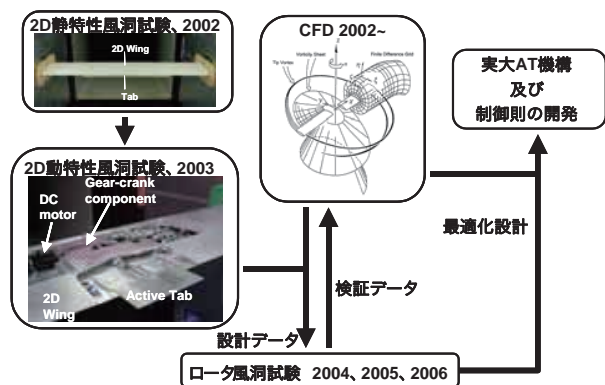 2D静特性風洞試験、2002
2D Wing
Tab
2D動特性風洞試験、2003
Gear-crank
component
DC
motor
2D
Wing
Active Tab
CFD 2002~
Vorticity Sheet
Finite Difference Grid
Tip Vortex
実大AT機構
及び
制御則の開発
最適化設計
検証データ
設計データ
ロータ風洞試験 2004、2005、2006